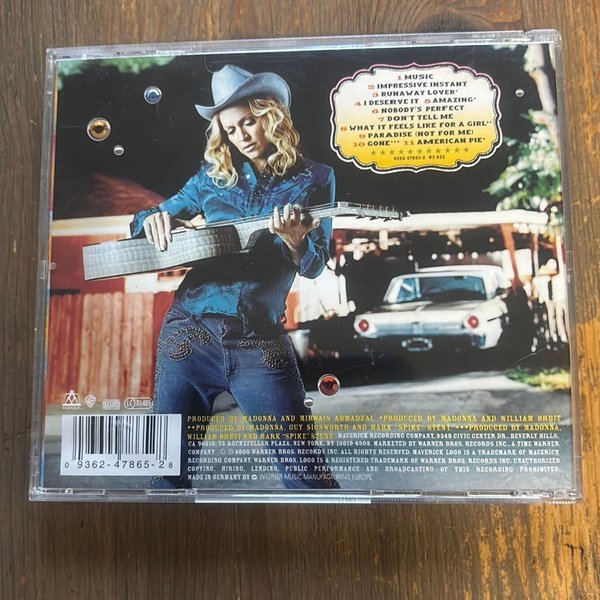 1 MUSIC
2 IMPRESSIVE INSTANT
3 RUNAWAY LOVER*
4 I DESERVE IT 5 AMAZING*
6 NOBODY'S PERFECT
7 DON'T TELL ME
8 WHAT IT FEELS LIKE FOR A GIRL**
9 PARADISE (NOT FOR ME)
10 GONE*** 11 AMERICAN PIE*
9362 47865-2 WE 832
PRODUCED BY MADONNA AND MIRWAIS AHMADZAI *PRODUCED BY MADONNA AND WILLIAM ORBIT
**PRODUCED BY MADONNA, GUY SIGSWORTH AND MARK "SPIKE" STENT. ***PRODUCED BY MADONNA,
WILLIAM ORBIT AND MARK "SPIKE" STENT. MAVERICK RECORDING COMPANY, 9348 CIVIC CENTER DR., BEVERLY HILLS,
CA 90210. 75 ROCKEFELLER PLAZA, NEW YORK, NY 10019-6908. MARKETED BY WARNER BROS. RECORDS INC., A TIME WARNER
COMPANY. © ℗ 2000 WARNER BROS. RECORDS INC. ALL RIGHTS RESERVED. MAVERICK LOGO IS A TRADEMARK OF MAVERICK
RECORDING COMPANY. WARNER BROS. LOGO IS A REGISTERED TRADEMARK OF WARNER BROS. RECORDS, INC. UNAUTHORIZED
COPYING, HIRING, LENDING, PUBLIC PERFORMANCE AND BROADCASTING OF THIS RECORDING PROHIBITED.
MADE IN GERMANY BY WARNER MUSIC MANUFACTURING EUROPE
LC 01485
0 9362-47865-2 8